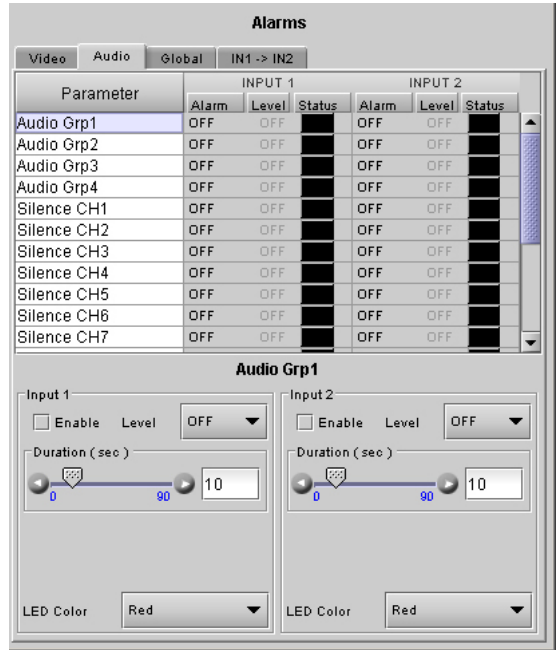 Alarms
Video Audio Global IN1 -> IN2
Parameter INPUT 1 INPUT 2
Alarm Level Status Alarm Level Status
Audio Grp1 OFF OFF OFF OFF
Audio Grp2 OFF OFF OFF OFF
Audio Grp3 OFF OFF OFF OFF
Audio Grp4 OFF OFF OFF OFF
Silence CH1 OFF OFF OFF OFF
Silence CH2 OFF OFF OFF OFF
Silence CH3 OFF OFF OFF OFF
Silence CH4 OFF OFF OFF OFF
Silence CH5 OFF OFF OFF OFF
Silence CH6 OFF OFF OFF OFF
Silence CH7 OFF OFF OFF OFF
Audio Grp1
Input 1 Input 2
Enable Level OFF Enable Level OFF
Duration ( sec ) Duration ( sec )
10 10
0 90 0 90
LED Color Red LED Color Red